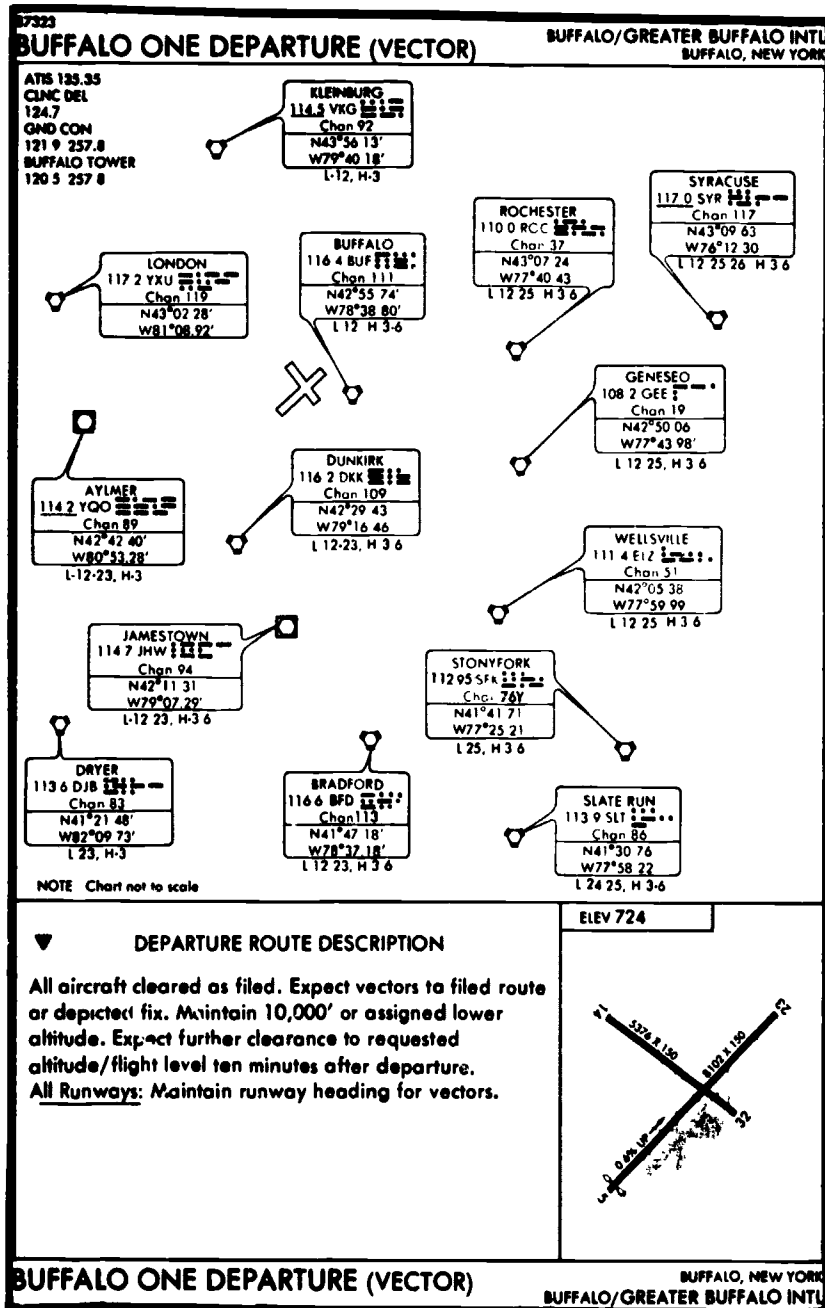 87323
BUFFALO ONE DEPARTURE (VECTOR)
BUFFALO/GREATER BUFFALO INTL
BUFFALO, NEW YORK
ATIS 135.35
CLNC DEL
124.7
GND CON
121 9 257.8
BUFFALO TOWER
120 5 257 8
KLEINBURG
114.5 VKG
Chan 92
N43°56 13'
W79°40 18'
L-12, H-3
SYRACUSE
117 0 SYR
Chan 117
N43°09 63
W76°12 30
L 12 25 26 H 3 6
ROCHESTER
110 0 RCC
Chan 37
N43°07 24
W77°40 43
L 12 25 H 3 6
BUFFALO
116 4 BUF
Chan 111
N42°55 74'
W78°38 80'
L 12 H 3-6
LONDON
117 2 YXU
Chan 119
N43°02 28'
W81°08.92'
GENESEO
108 2 GEE
Chan 19
N42°50 06
W77°43 98'
L 12 25, H 3 6
DUNKIRK
116 2 DKK
Chan 109
N42°29 43
W79°16 46
L 12-23, H 3 6
AYLMER
114 2 YQO
Chan 89
N42°42 40'
W80°53.28'
L-12-23, H-3
WELLSVILLE
111 4 ELZ
Chan 51
N42°05 38
W77°59 99
L 12 25 H 3 6
JAMESTOWN
114 7 JHW
Chan 94
N42°11 31
W79°07.29'
L-12 23, H-3 6
STONYFORK
112 95 SFK
Chan 76Y
N41°41 71
W77°25 21
L 25, H 3 6
DRYER
113 6 DJB
Chan 83
N41°21 48'
W82°09 73'
L 23, H-3
BRADFORD
116 6 BFD
Chan 113
N41°47 18'
W78°37.18'
L 12 23, H 3 6
SLATE RUN
113 9 SLT
Chan 86
N41°30 76
W77°58 22
L 24 25, H 3-6
NOTE Chart not to scale
DEPARTURE ROUTE DESCRIPTION
All aircraft cleared as filed. Expect vectors to filed route
or depicted fix. Maintain 10,000' or assigned lower
altitude. Expect further clearance to requested
altitude/flight level ten minutes after departure.
All Runways: Maintain runway heading for vectors.
ELEV 724
14
5376 X 150
8102 X 150
23
32
0 6% UP
5
BUFFALO ONE DEPARTURE (VECTOR)
BUFFALO, NEW YORK
BUFFALO/GREATER BUFFALO INTL